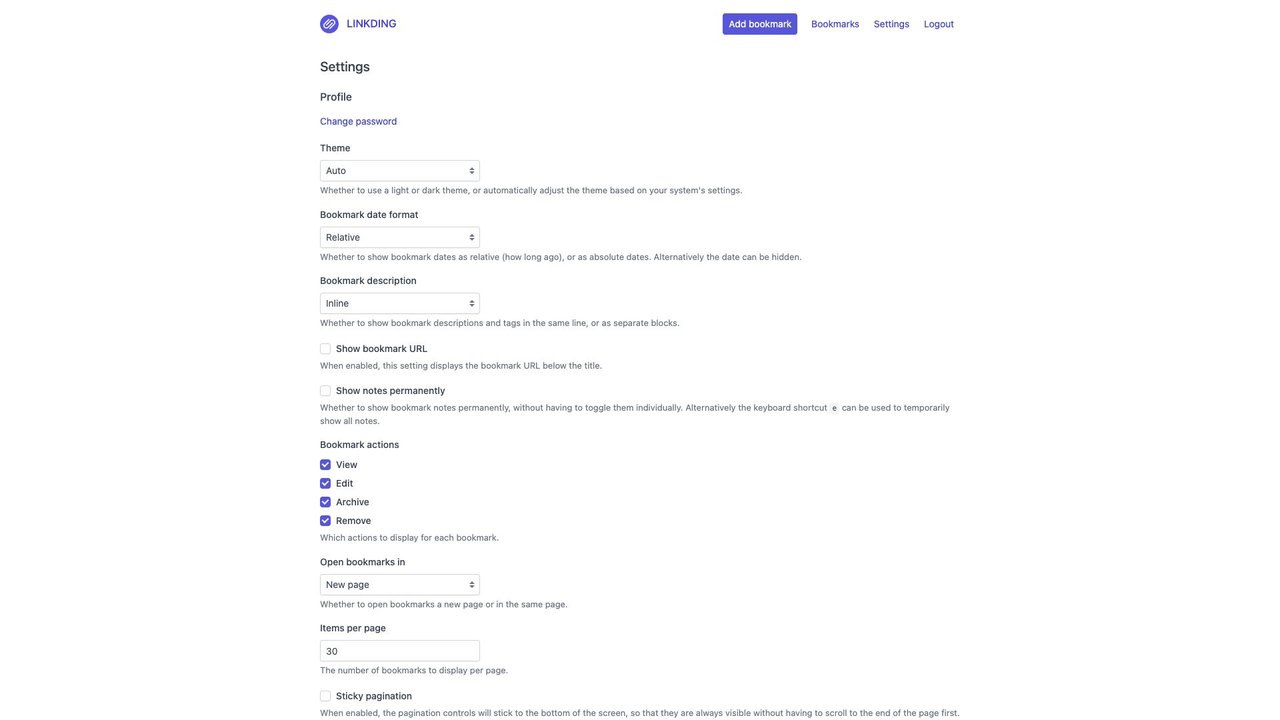 LINKDING
Add bookmark
Bookmarks
Settings
Logout
Settings
Profile
Change password
Theme
Auto
Whether to use a light or dark theme, or automatically adjust the theme based on your system's settings.
Bookmark date format
Relative
Whether to show bookmark dates as relative (how long ago), or as absolute dates. Alternatively the date can be hidden.
Bookmark description
Inline
Whether to show bookmark descriptions and tags in the same line, or as separate blocks.
Show bookmark URL
When enabled, this setting displays the bookmark URL below the title.
Show notes permanently
Whether to show bookmark notes permanently, without having to toggle them individually. Alternatively the keyboard shortcut e can be used to temporarily
show all notes.
Bookmark actions
View
Edit
Archive
Remove
Which actions to display for each bookmark.
Open bookmarks in
New page
Whether to open bookmarks a new page or in the same page.
Items per page
30
The number of bookmarks to display per page.
Sticky pagination
When enabled, the pagination controls will stick to the bottom of the screen, so that they are always visible without having to scroll to the end of the page first.